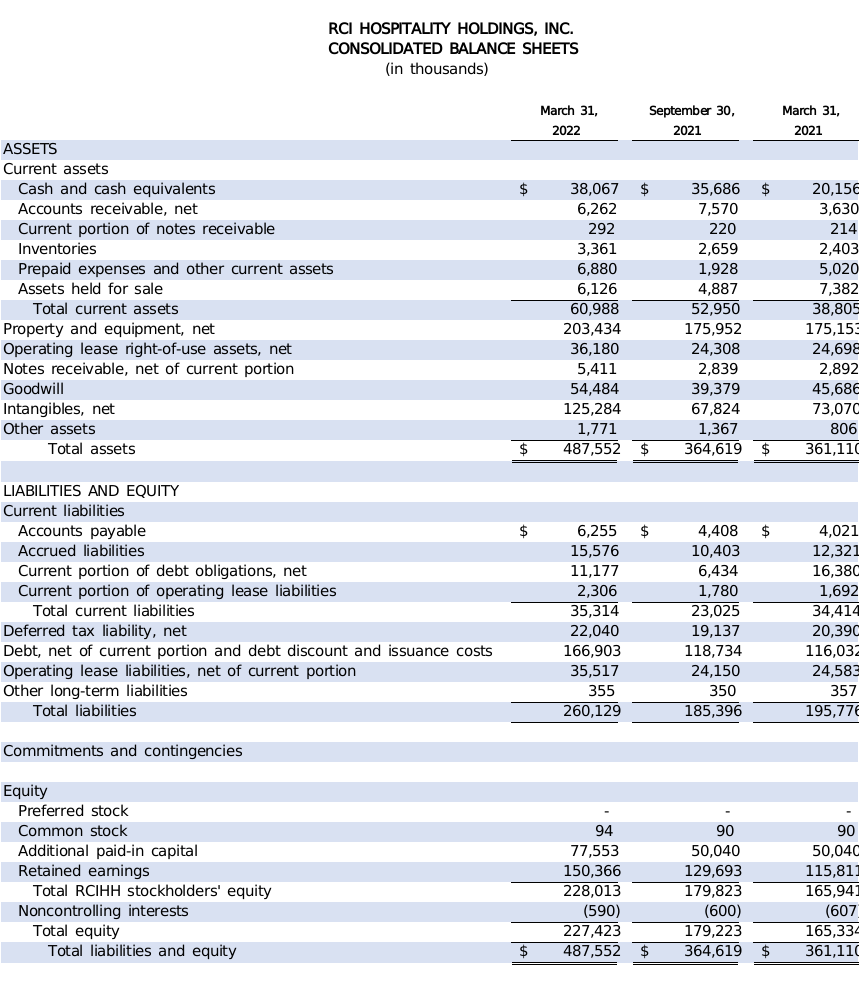 RCI HOSPITALITY HOLDINGS, INC.
CONSOLIDATED BALANCE SHEETS
(in thousands)
March 31, September 30, March 31,
2022 2021 2021
ASSETS
Current assets
Cash and cash equivalents $ 38,067 $ 35,686 $ 20,156
Accounts receivable, net 6,262 7,570 3,630
Current portion of notes receivable 292 220 214
Inventories 3,361 2,659 2,403
Prepaid expenses and other current assets 6,880 1,928 5,020
Assets held for sale 6,126 4,887 7,382
Total current assets 60,988 52,950 38,805
Property and equipment, net 203,434 175,952 175,153
Operating lease right-of-use assets, net 36,180 24,308 24,698
Notes receivable, net of current portion 5,411 2,839 2,892
Goodwill 54,484 39,379 45,686
Intangibles, net 125,284 67,824 73,070
Other assets 1,771 1,367 806
Total assets $ 487,552 $ 364,619 $ 361,110
LIABILITIES AND EQUITY
Current liabilities
Accounts payable $ 6,255 $ 4,408 $ 4,021
Accrued liabilities 15,576 10,403 12,321
Current portion of debt obligations, net 11,177 6,434 16,380
Current portion of operating lease liabilities 2,306 1,780 1,692
Total current liabilities 35,314 23,025 34,414
Deferred tax liability, net 22,040 19,137 20,390
Debt, net of current portion and debt discount and issuance costs 166,903 118,734 116,032
Operating lease liabilities, net of current portion 35,517 24,150 24,583
Other long-term liabilities 355 350 357
Total liabilities 260,129 185,396 195,776
Commitments and contingencies
Equity
Preferred stock - - -
Common stock 94 90 90
Additional paid-in capital 77,553 50,040 50,040
Retained earnings 150,366 129,693 115,811
Total RCIHH stockholders' equity 228,013 179,823 165,941
Noncontrolling interests (590) (600) (607)
Total equity 227,423 179,223 165,334
Total liabilities and equity $ 487,552 $ 364,619 $ 361,110